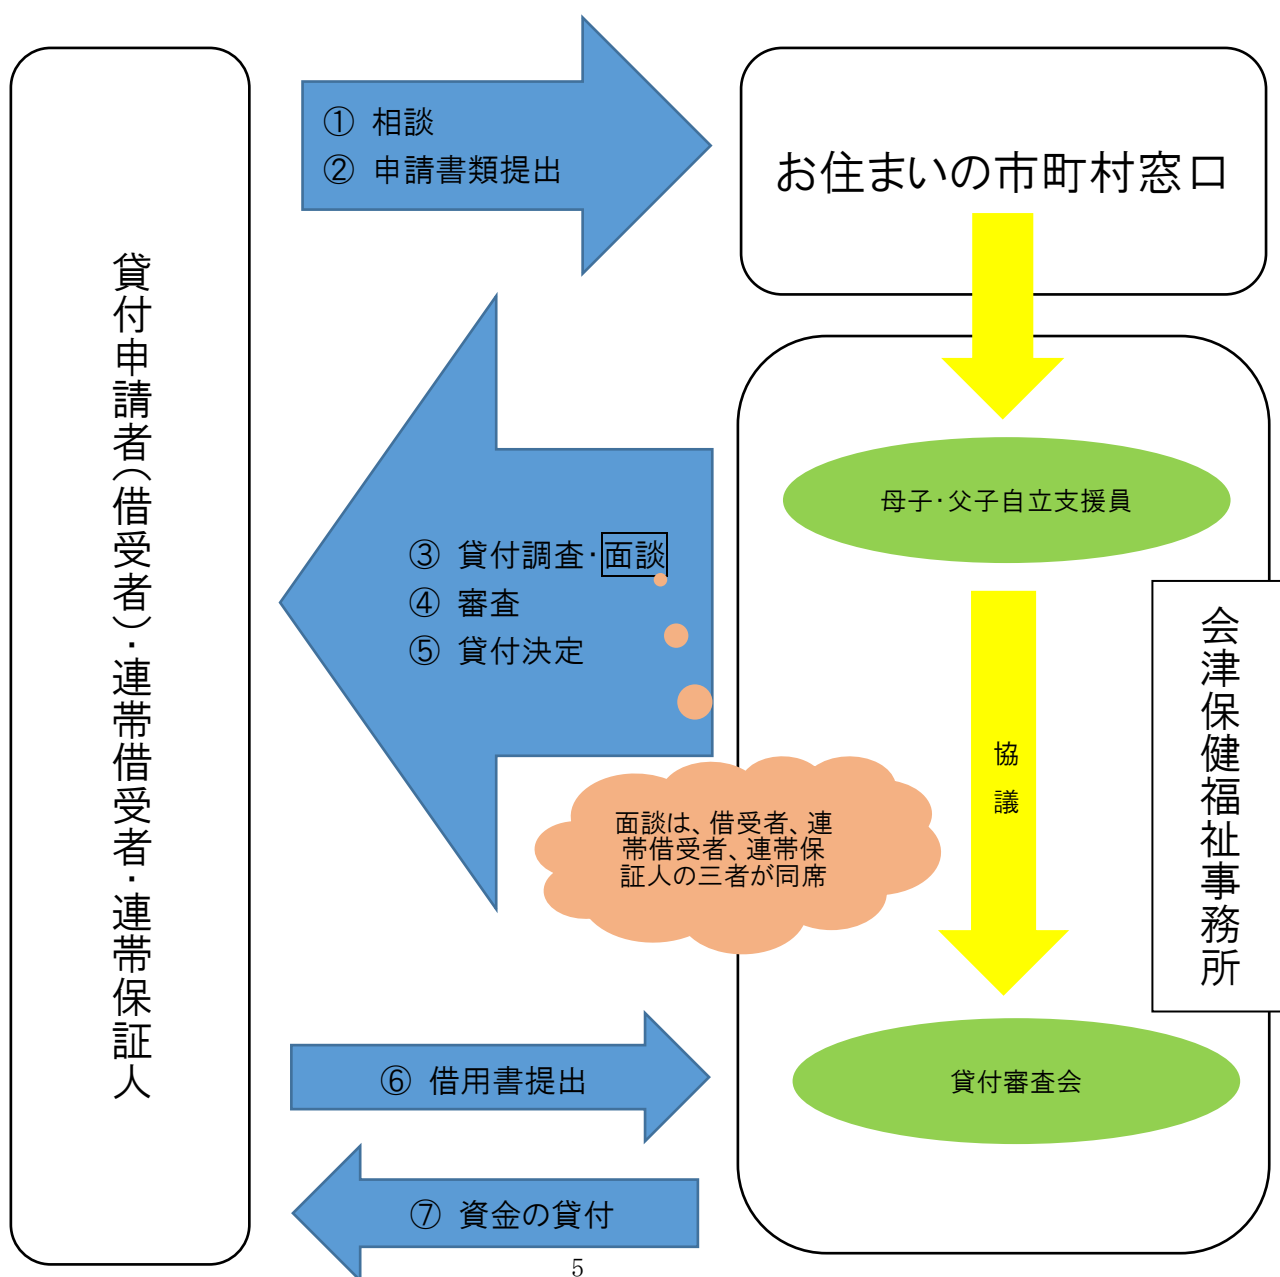 貸付申請者（借受者）・連帯借受者・連帯保証人
① 相談
② 申請書類提出
お住まいの市町村窓口
母子・父子自立支援員
③ 貸付調査・面談
④ 審査
⑤ 貸付決定
会津保健福祉事務所
協議
面談は、借受者、連
帯借受者、連帯保
証人の三者が同席
⑥ 借用書提出
貸付審査会
⑦ 資金の貸付
5